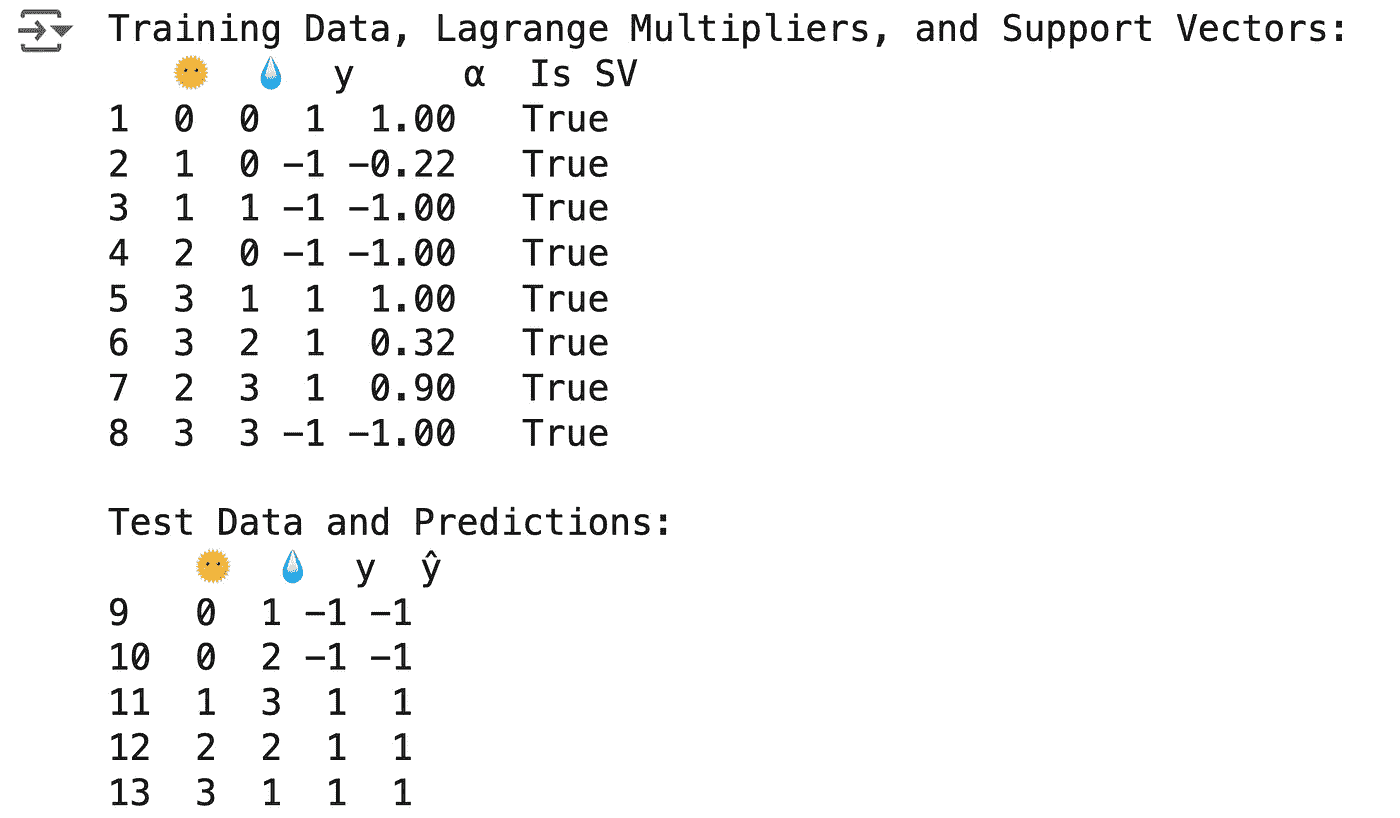 Training Data, Lagrange Multipliers, and Support Vectors:
🌞 💧 y α Is SV
1 0 0 1 1.00 True
2 1 0 -1 -0.22 True
3 1 1 -1 -1.00 True
4 2 0 -1 -1.00 True
5 3 1 1 1.00 True
6 3 2 1 0.32 True
7 2 3 1 0.90 True
8 3 3 -1 -1.00 True
Test Data and Predictions:
🌞 💧 y ŷ
9 0 1 -1 -1
10 0 2 -1 -1
11 1 3 1 1
12 2 2 1 1
13 3 1 1 1